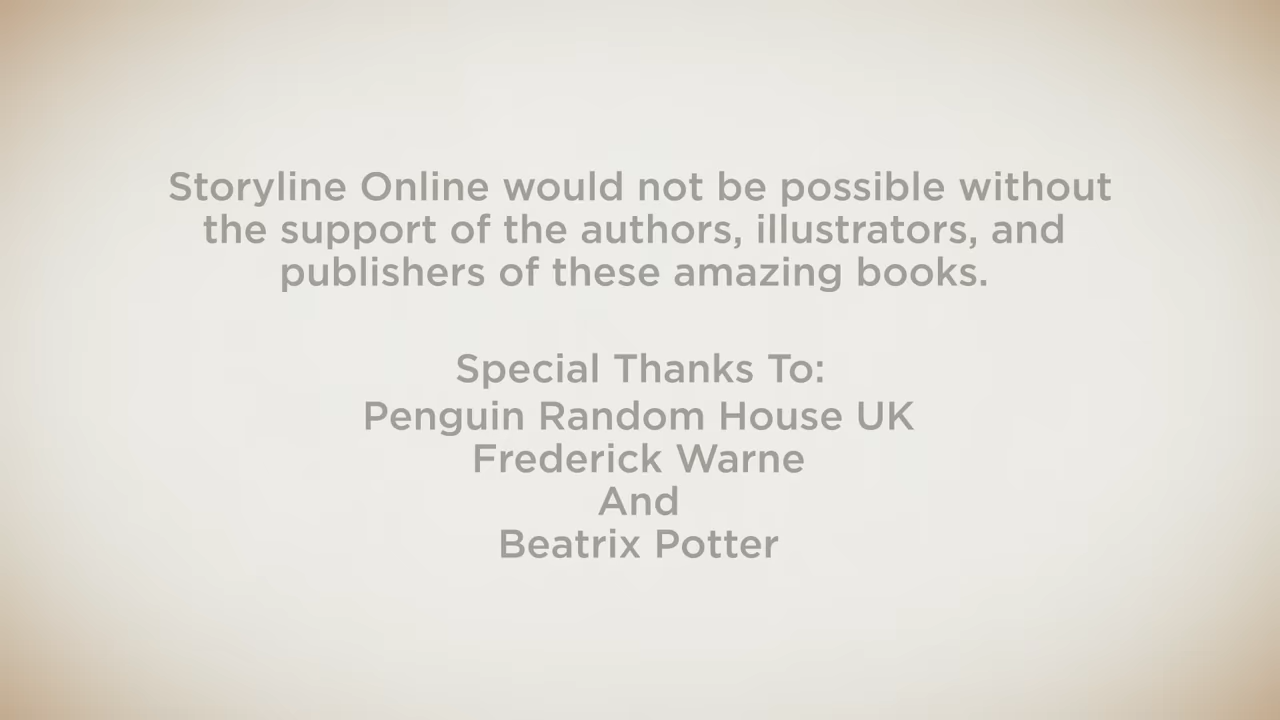 Storyline Online would not be possible without
the support of the authors, illustrators, and
publishers of these amazing books.
Special Thanks To:
Penguin Random House UK
Frederick Warne
And
Beatrix Potter